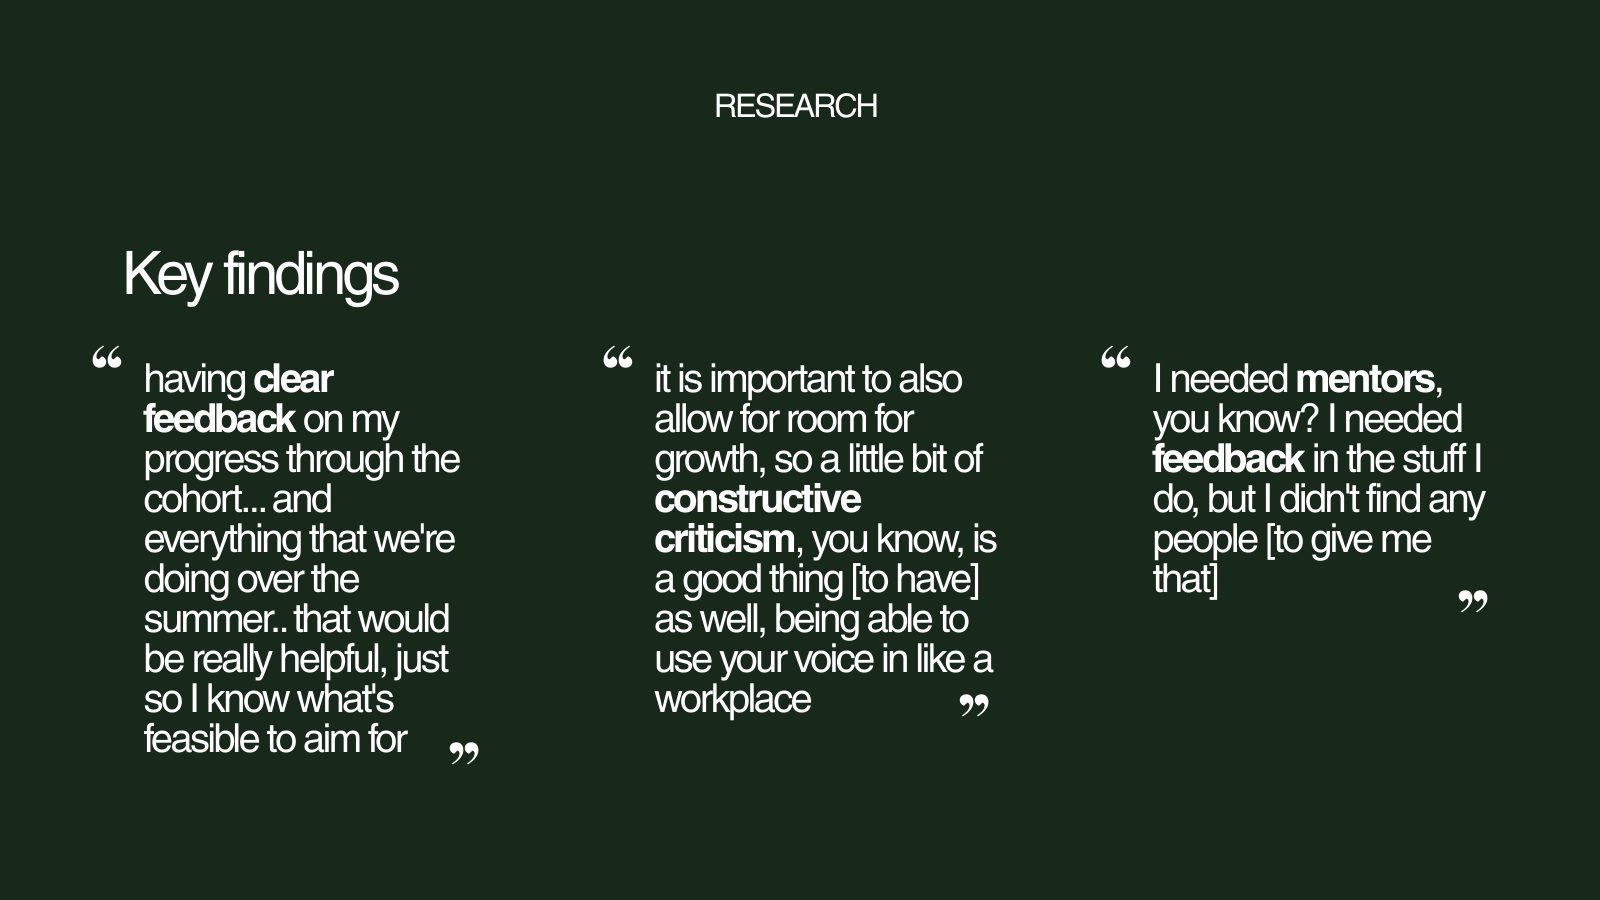 RESEARCH
Key findings
“
having clear
feedback on my
progress through the
cohort... and
everything that we're
doing over the
summer.. that would
be really helpful, just
so I know what's
feasible to aim for
”
“
it is important to also
allow for room for
growth, so a little bit of
constructive
criticism, you know, is
a good thing [to have]
as well, being able to
use your voice in like a
workplace
”
“
I needed mentors,
you know? I needed
feedback in the stuff I
do, but I didn't find any
people [to give me
that]
”